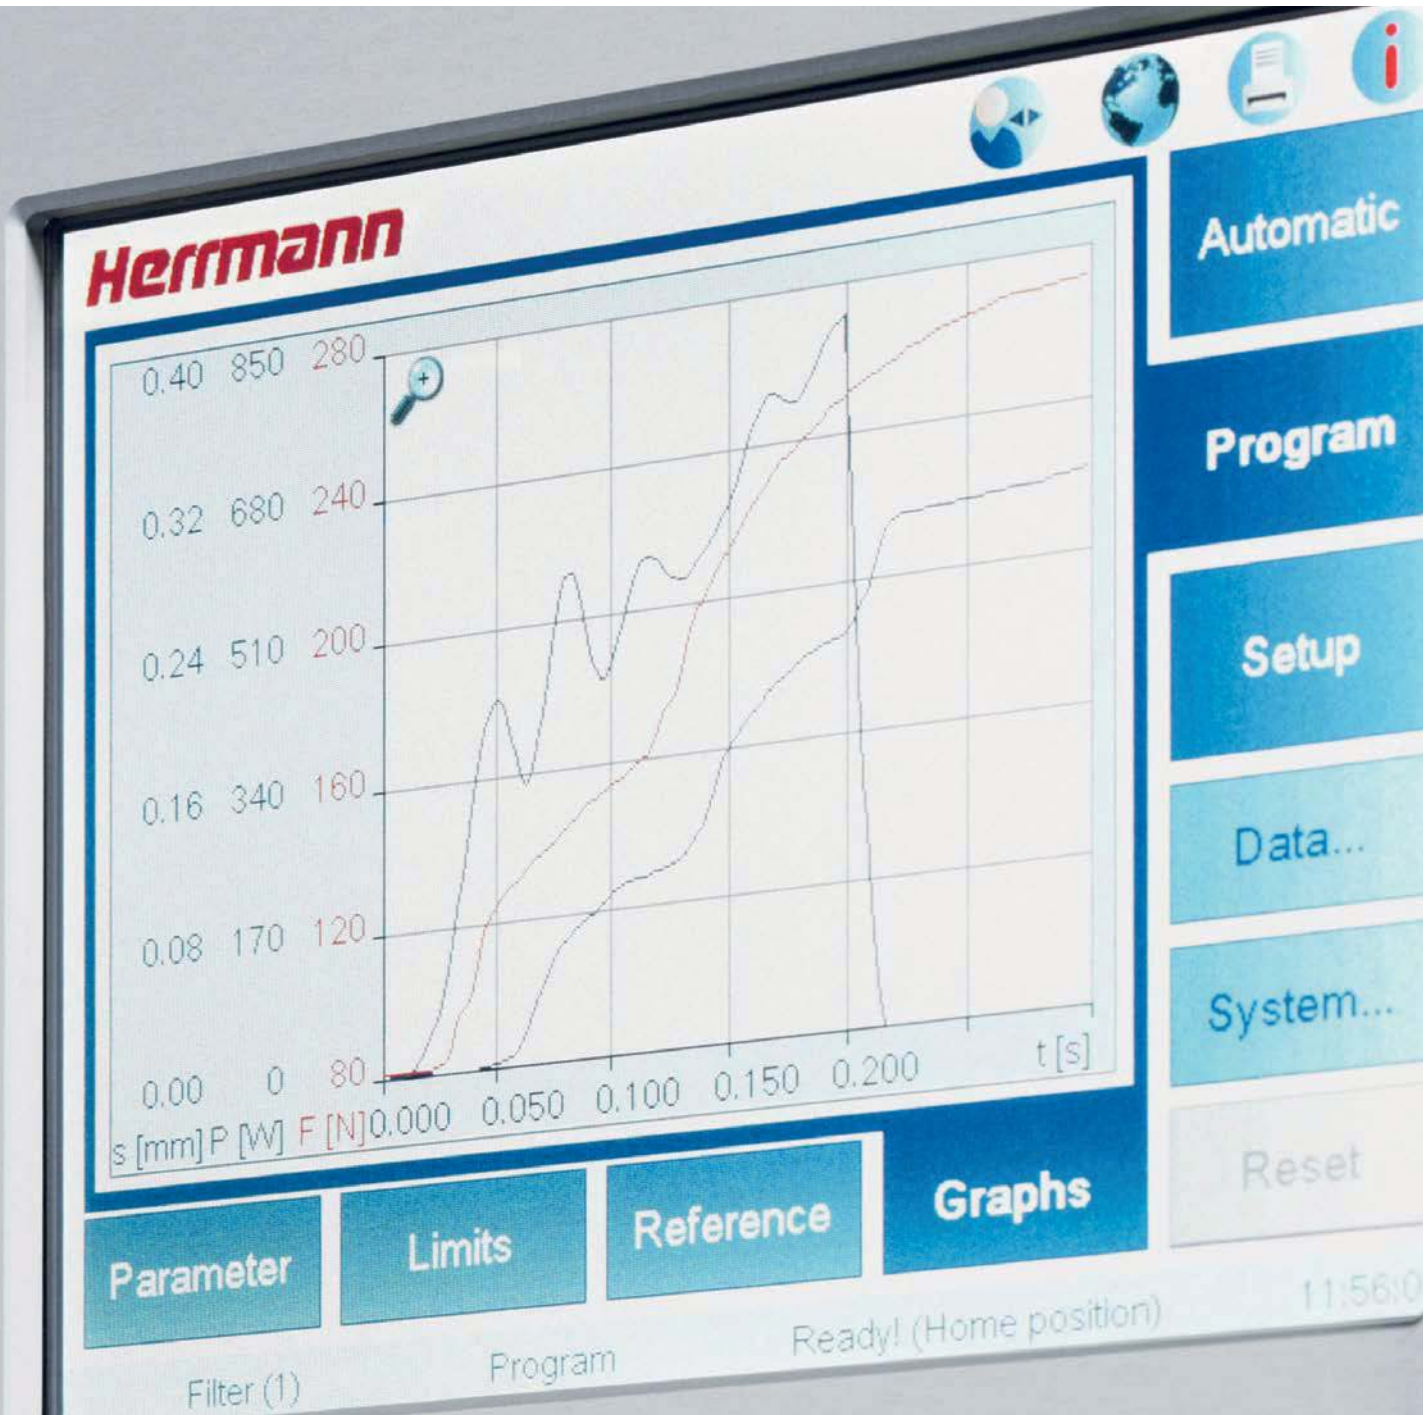 i
Herrmann
Automatic
Program
Setup
Data...
System...
Reset
0.40 850 280
0.32 680 240
0.24 510 200
0.16 340 160
0.08 170 120
0.00 0 80
s [mm] P [W] F [N] 0.000 0.050 0.100 0.150 0.200 t [s]
Parameter Limits Reference Graphs
Filter (1) Program Ready! (Home position)